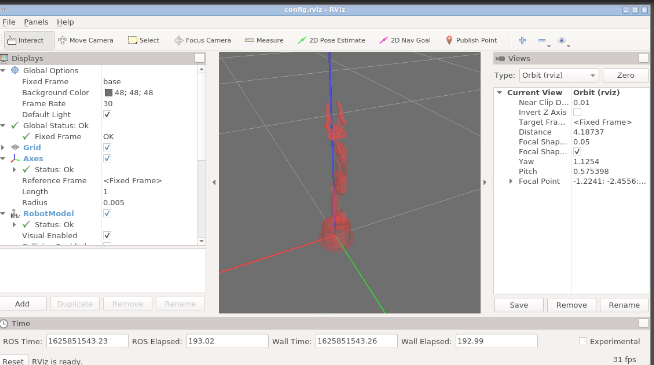 config.rviz - RViz
File Panels Help
Interact Move Camera Select Focus Camera Measure 2D Pose Estimate 2D Nav Goal Publish Point
Displays
Global Options
Fixed Frame base
Background Color 48; 48; 48
Frame Rate 30
Default Light
Global Status: Ok
Fixed Frame OK
Grid
Axes
Status: Ok
Reference Frame <Fixed Frame>
Length 1
Radius 0.005
RobotModel
Status: Ok
Visual Enabled
Add Duplicate Remove Rename
Views
Type: Orbit (rviz) Zero
Current View Orbit (rviz)
Near Clip D... 0.01
Invert Z Axis
Target Fra... <Fixed Frame>
Distance 4.18737
Focal Shap... 0.05
Focal Shap...
Yaw 1.1254
Pitch 0.575398
Focal Point -1.2241; -2.4556;...
Save Remove Rename
Time
ROS Time: 1625851543.23 ROS Elapsed: 193.02 Wall Time: 1625851543.26 Wall Elapsed: 192.99 Experimental
Reset RViz is ready. 31 fps